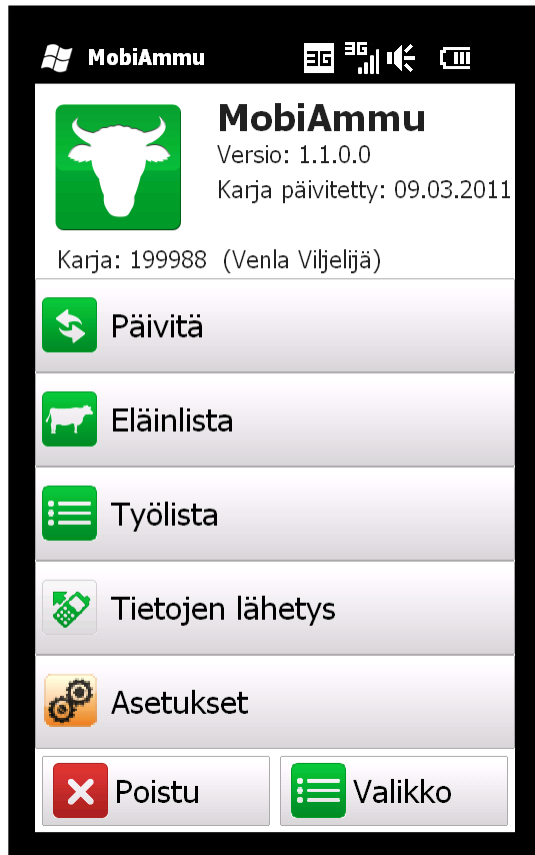 MobiAmmu
3G 3G
MobiAmmu
Versio: 1.1.0.0
Karja päivitetty: 09.03.2011
Karja: 199988 (Venla Viljelijä)
Päivitä
Eläinlista
Työlista
Tietojen lähetys
Asetukset
Poistu
Valikko